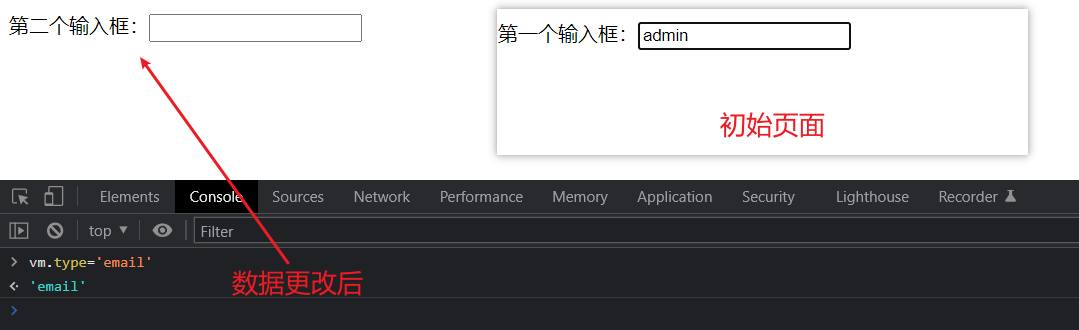 第二个输入框：
第一个输入框： admin
初始页面
Elements Console Sources Network Performance Memory Application Security Lighthouse Recorder
top Filter
vm.type='email'
'email'
数据更改后